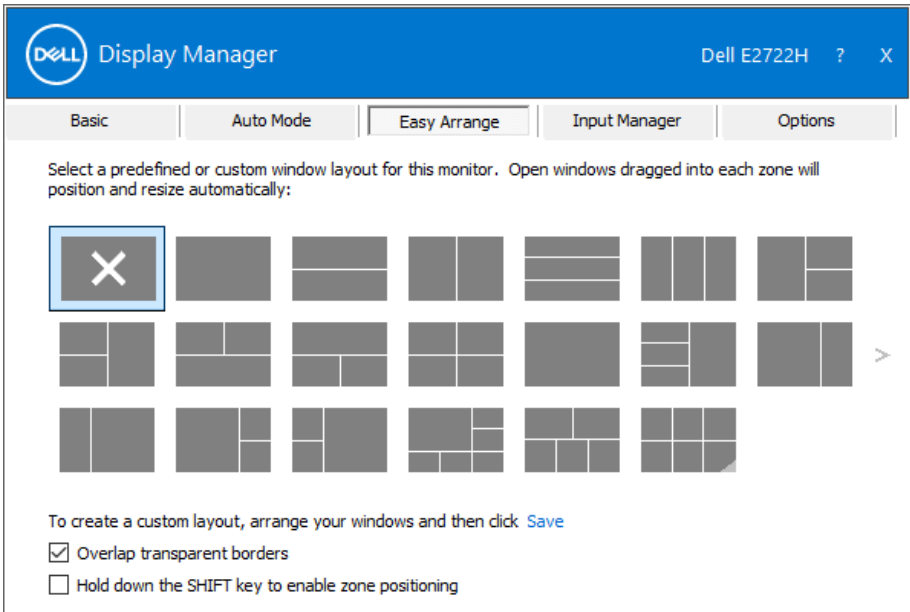 DELL Display Manager Dell E2722H ? X
Basic Auto Mode Easy Arrange Input Manager Options
Select a predefined or custom window layout for this monitor. Open windows dragged into each zone will
position and resize automatically:
>
To create a custom layout, arrange your windows and then click Save
Overlap transparent borders
Hold down the SHIFT key to enable zone positioning